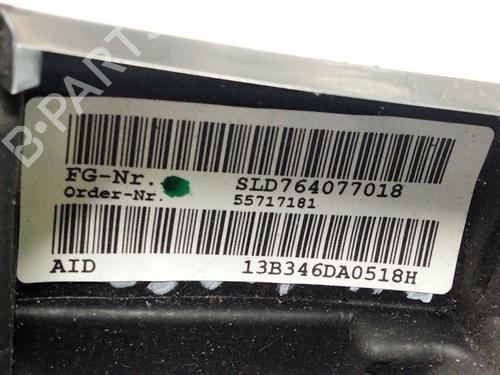 B-PARTS
FG-Nr. SLD764077018
Order-Nr. 55717181
AID 13B346DA0518H